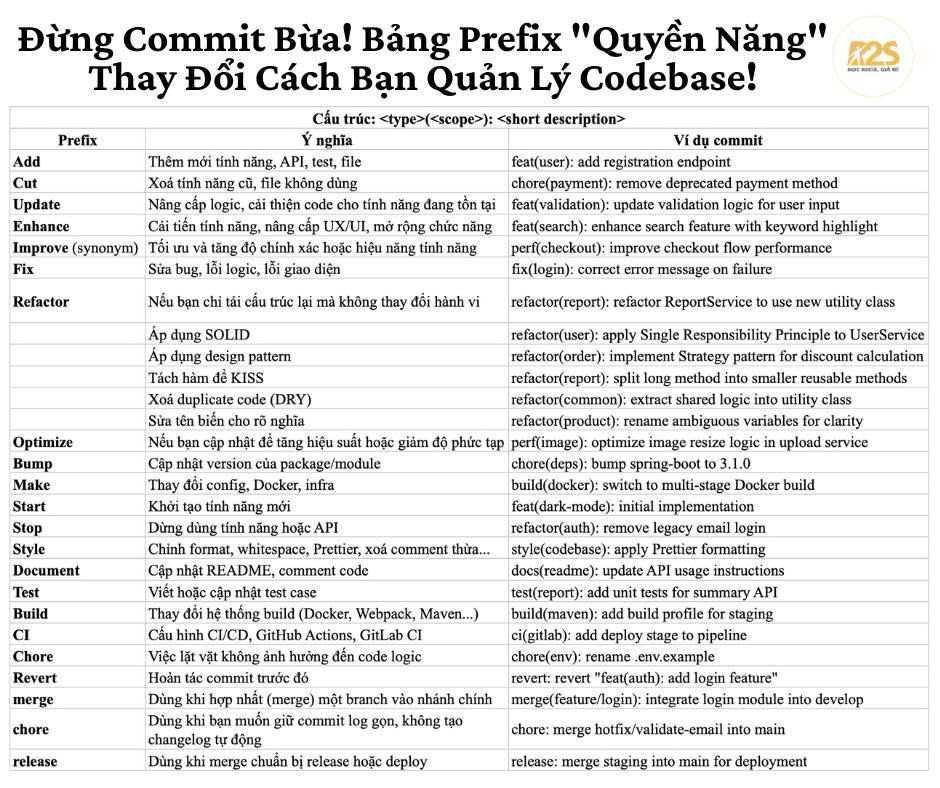 Đừng Commit Bừa! Bảng Prefix "Quyền Năng"
Thay Đổi Cách Bạn Quản Lý Codebase!
R2S
HỌC KHÓA, GIÁ RẺ
Cấu trúc: <type>(<scope>): <short description>
Prefix Ý nghĩa Ví dụ commit
Add Thêm mới tính năng, API, test, file feat(user): add registration endpoint
Cut Xoá tính năng cũ, file không dùng chore(payment): remove deprecated payment method
Update Nâng cấp logic, cải thiện code cho tính năng đang tồn tại feat(validation): update validation logic for user input
Enhance Cải tiến tính năng, nâng cấp UX/UI, mở rộng chức năng feat(search): enhance search feature with keyword highlight
Improve (synonym) Tối ưu và tăng độ chính xác hoặc hiệu năng tính năng perf(checkout): improve checkout flow performance
Fix Sửa bug, lỗi logic, lỗi giao diện fix(login): correct error message on failure
Refactor Nếu bạn chỉ tái cấu trúc lại mà không thay đổi hành vi refactor(report): refactor ReportService to use new utility class
Áp dụng SOLID refactor(user): apply Single Responsibility Principle to UserService
Áp dụng design pattern refactor(order): implement Strategy pattern for discount calculation
Tách hàm để KISS refactor(report): split long method into smaller reusable methods
Xoá duplicate code (DRY) refactor(common): extract shared logic into utility class
Sửa tên biến cho rõ nghĩa refactor(product): rename ambiguous variables for clarity
Optimize Nếu bạn cập nhật để tăng hiệu suất hoặc giảm độ phức tạp perf(image): optimize image resize logic in upload service
Bump Cập nhật version của package/module chore(deps): bump spring-boot to 3.1.0
Make Thay đổi config, Docker, infra build(docker): switch to multi-stage Docker build
Start Khởi tạo tính năng mới feat(dark-mode): initial implementation
Stop Dừng dùng tính năng hoặc API refactor(auth): remove legacy email login
Style Chỉnh format, whitespace, Prettier, xoá comment thừa... style(codebase): apply Prettier formatting
Document Cập nhật README, comment code docs(readme): update API usage instructions
Test Viết hoặc cập nhật test case test(report): add unit tests for summary API
Build Thay đổi hệ thống build (Docker, Webpack, Maven...) build(maven): add build profile for staging
CI Cấu hình CI/CD, GitHub Actions, GitLab CI ci(gitlab): add deploy stage to pipeline
Chore Việc lặt vặt không ảnh hưởng đến code logic chore(env): rename .env.example
Revert Hoàn tác commit trước đó revert: revert "feat(auth): add login feature"
merge Dùng khi hợp nhất (merge) một branch vào nhánh chính merge(feature/login): integrate login module into develop
chore Dùng khi bạn muốn giữ commit log gọn, không tạo chore: merge hotfix/validate-email into main
changelog tự động
release Dùng khi merge chuẩn bị release hoặc deploy release: merge staging into main for deployment